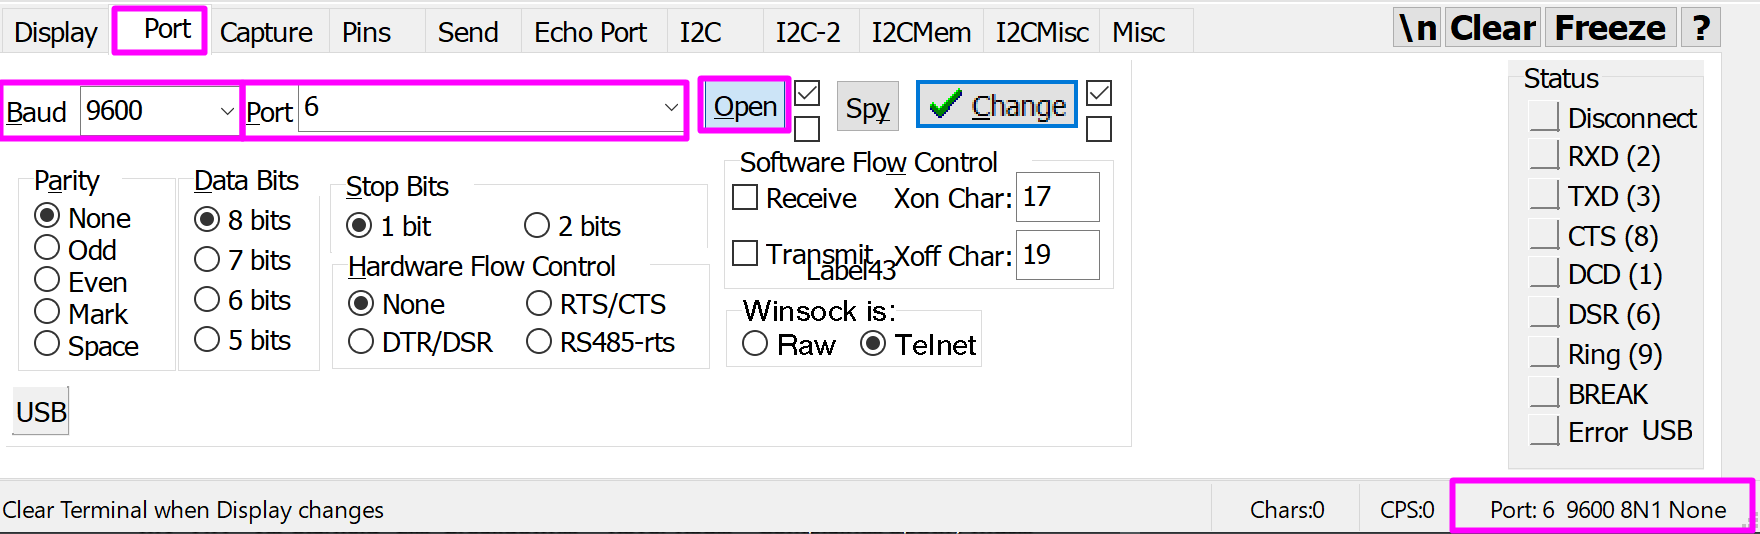 Display Port Capture Pins Send Echo Port I2C I2C-2 I2CMem I2CMisc Misc \n Clear Freeze ?
Baud 9600 Port 6 Open Spy Change
Status
Disconnect
RXD (2)
TXD (3)
CTS (8)
DCD (1)
DSR (6)
Ring (9)
BREAK
Error USB
Parity
None
Odd
Even
Mark
Space
Data Bits
8 bits
7 bits
6 bits
5 bits
Stop Bits
1 bit 2 bits
Hardware Flow Control
None RTS/CTS
DTR/DSR RS485-rts
Software Flow Control
Receive Xon Char: 17
Transmit Xoff Char: 19
Label43
Winsock is:
Raw Telnet
USB
Clear Terminal when Display changes Chars:0 CPS:0 Port: 6 9600 8N1 None